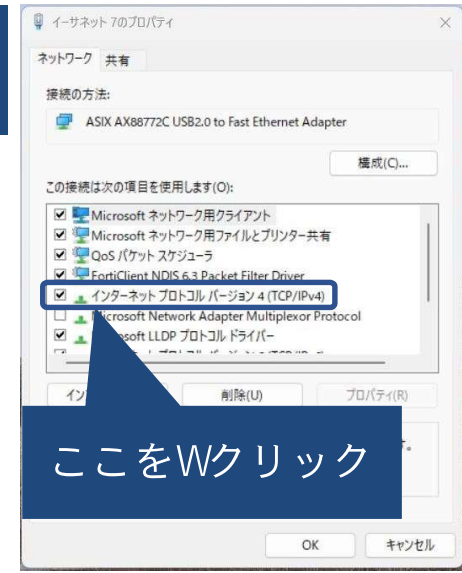 イーサネット 7のプロパティ
ネットワーク 共有
接続の方法:
ASIX AX88772C USB2.0 to Fast Ethernet Adapter
構成(C)...
この接続は次の項目を使用します(O):
Microsoft ネットワーク用クライアント
Microsoft ネットワーク用ファイルとプリンター共有
QoS パケット スケジューラ
FortiClient NDIS 6.3 Packet Filter Driver
インターネット プロトコル バージョン 4 (TCP/IPv4)
Microsoft Network Adapter Multiplexor Protocol
Microsoft LLDP プロトコル ドライバー
削除(U) プロパティ(R)
ここをWクリック
OK キャンセル